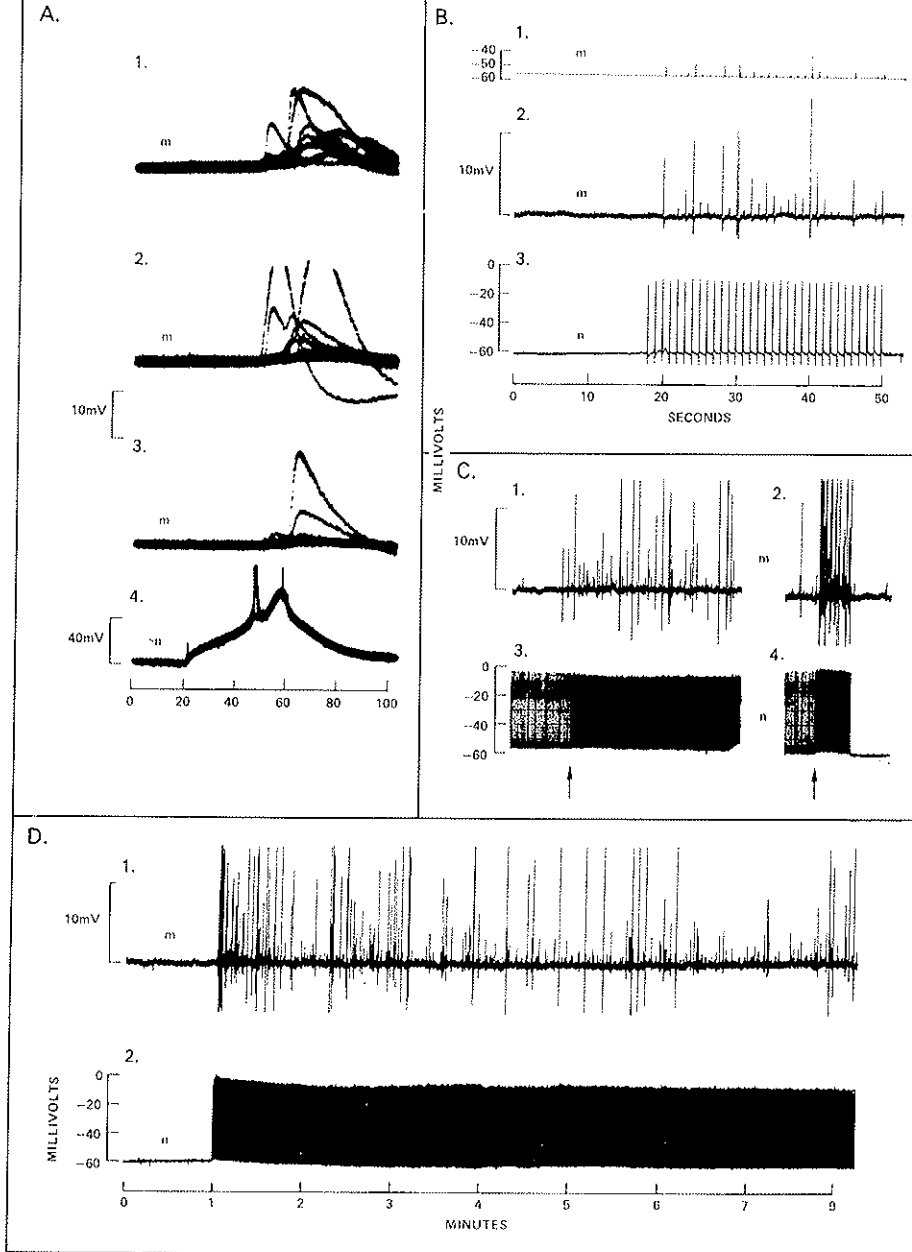 A.
1.
m
2.
m
10mV
3.
m
4.
40mV
n
0 20 40 60 80 100
B.
1.
--40
--50
--60
m
2.
10mV
m
3.
0
--20
--40
--60
n
0 10 20 30 40 50
SECONDS
MILLIVOLTS
C.
1.
2.
10mV
m
3.
4.
0
--20
--40
--60
n
D.
1.
10mV
m
2.
MILLIVOLTS
0
--20
--40
--60
n
0 1 2 3 4 5 6 7 8 9
MINUTES